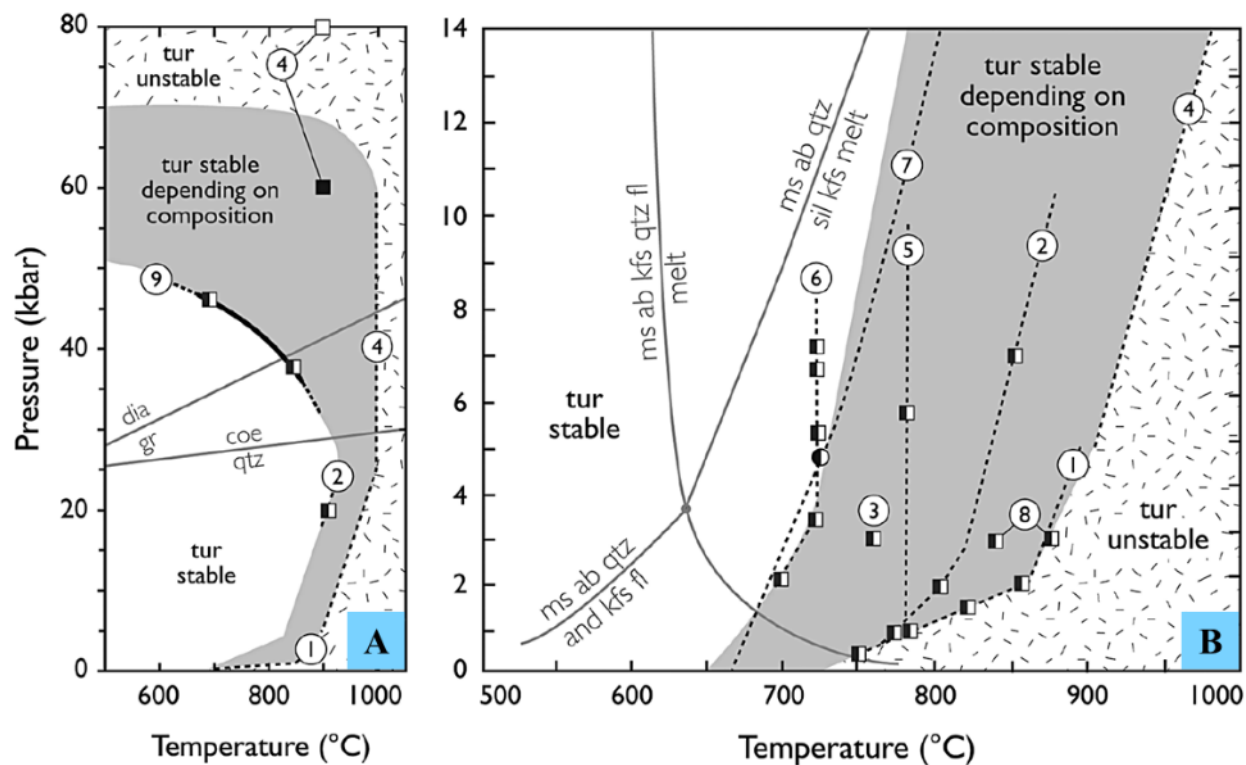 Pressure (kbar)
80
60
40
20
0
tur
unstable
4
tur stable
depending on
composition
9
4
dia
gr
coe
qtz
2
tur
stable
1
A
600
800
1000
Temperature (°C)
14
12
10
8
6
4
2
0
tur stable
depending on
composition
4
7
ms ab qtz
sil kfs melt
ms ab kfs qtz fl
melt
6
5
2
tur
stable
3
8
1
tur
unstable
ms ab qtz
and kfs fl
B
500
600
700
800
900
1000
Temperature (°C)